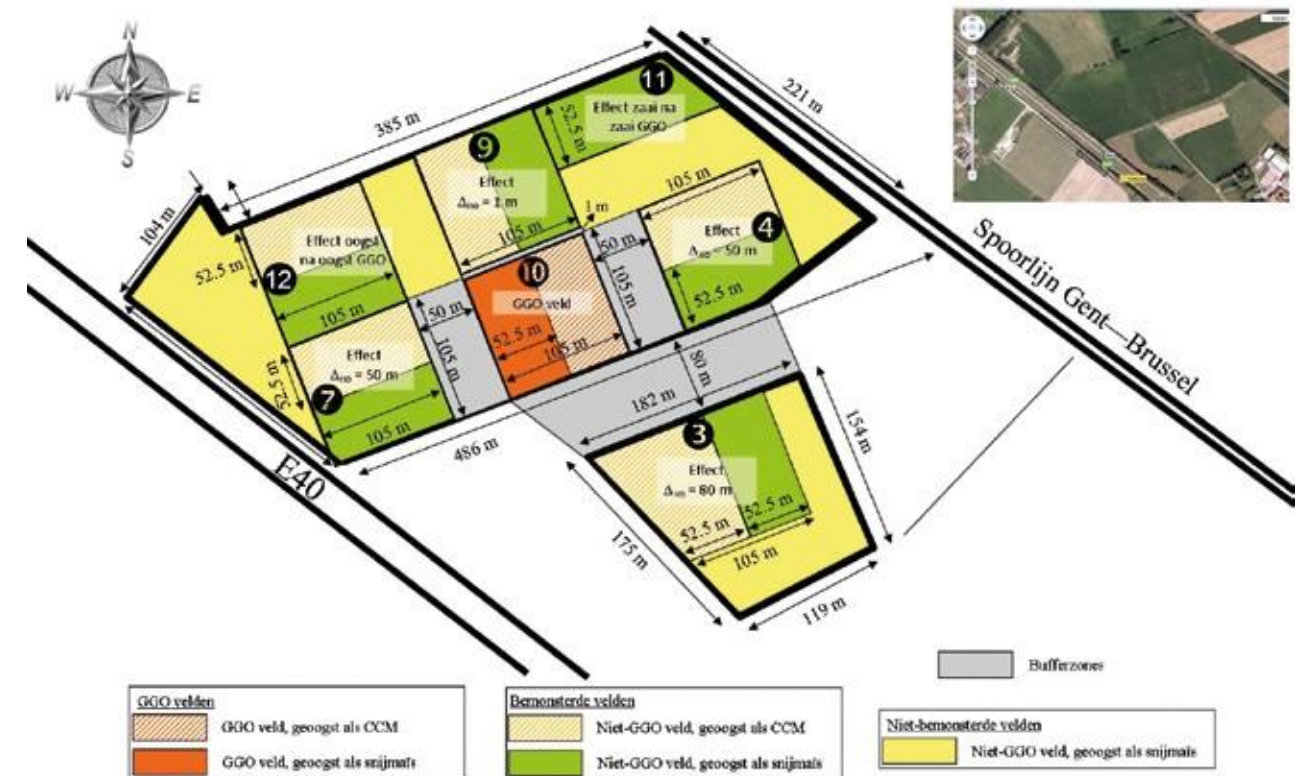 N
W E
S
385 m
221 m
104 m
11
Effect zaai na
zaai GGO
52.5 m
9
Effect
Δno = 1 m
105 m
1 m
105 m
Effect
Δno = 50 m
4
50 m
105 m
52.5 m
Effect oogst
na oogst GGO
12
52.5 m
105 m
10
GGO veld
52.5 m
105 m
50 m
105 m
Effect
Δno = 50 m
7
52.5 m
105 m
486 m
80 m
182 m
3
Effect
Δno = 80 m
52.5 m
52.5 m
105 m
154 m
175 m
119 m
E40
Spoorlijn Gent—Brussel
Bufferzones
GGO velden
GGO veld, geoogst als CCM
GGO veld, geoogst als snijmaïs
Bemonsterde velden
Niet-GGO veld, geoogst als CCM
Niet-GGO veld, geoogst als snijmaïs
Niet-bemonsterde velden
Niet-GGO veld, geoogst als snijmaïs